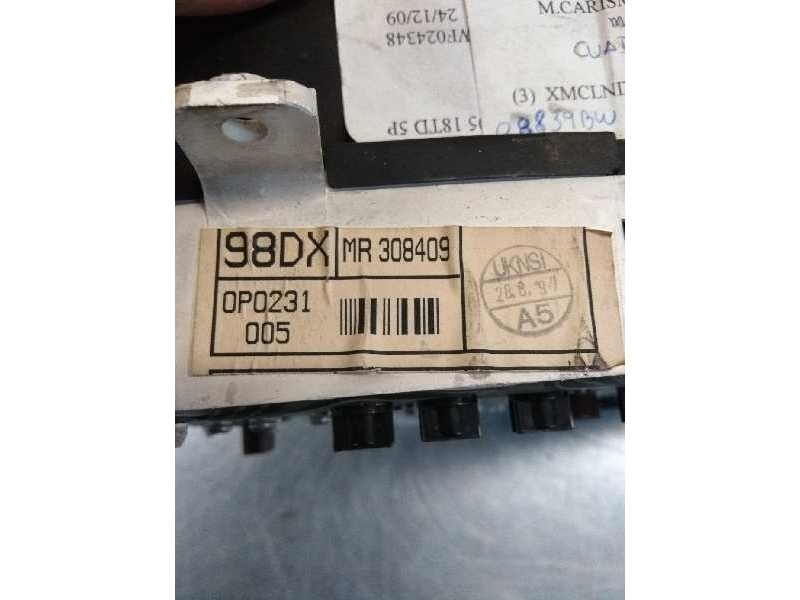 M.CARISM
24/12/09
VF024348
CUAD
(3) XMCLND
18TD 5P
08839BW
98DX
MR 308409
0P0231
005
UKNSI
28.8.97
A5